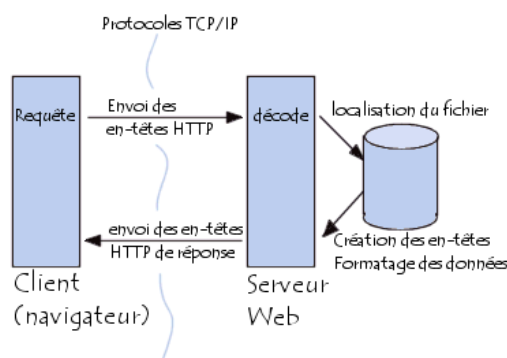 Protocoles TCP/IP
Requête
Envoi des
en-têtes HTTP
décode
localisation du fichier
envoi des en-têtes
HTTP de réponse
Création des en-têtes
Formatage des données
Client
(navigateur)
Serveur
Web